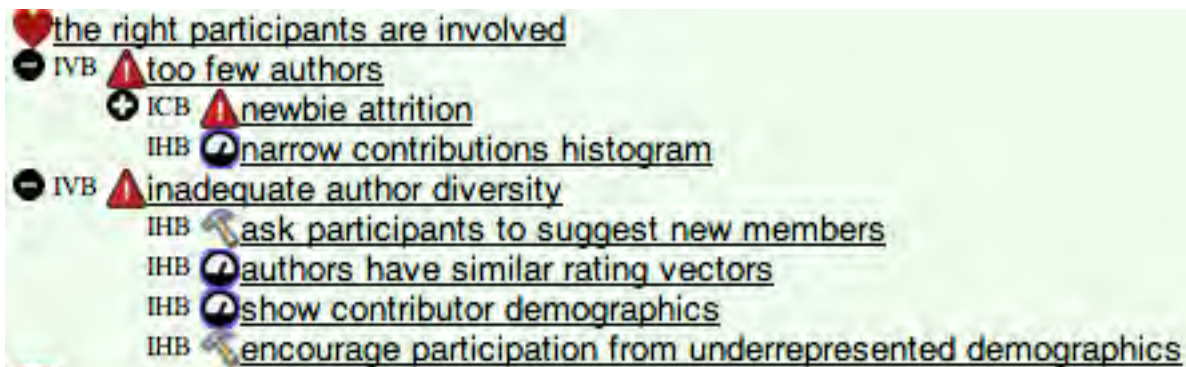 the right participants are involved
IVB too few authors
ICB newbie attrition
IHB narrow contributions histogram
IVB inadequate author diversity
IHB ask participants to suggest new members
IHB authors have similar rating vectors
IHB show contributor demographics
IHB encourage participation from underrepresented demographics